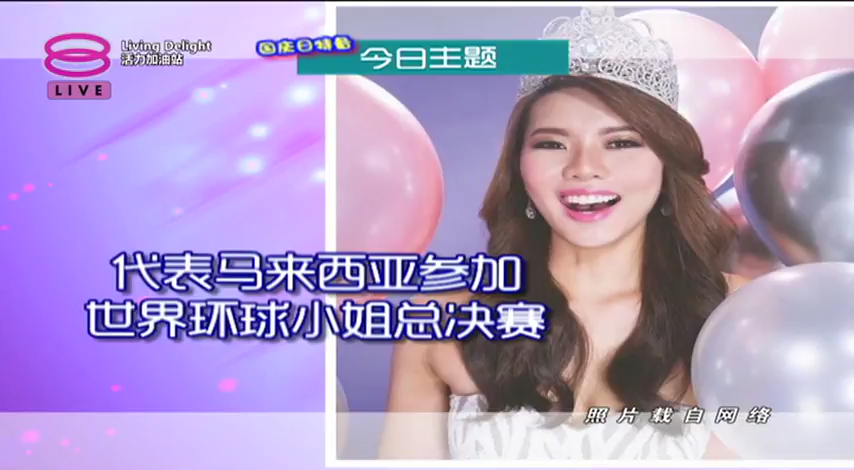 Living Delight
活力加油站
LIVE
国庆日特备
今日主题
代表马来西亚参加
世界环球小姐总决赛
照片载自网络